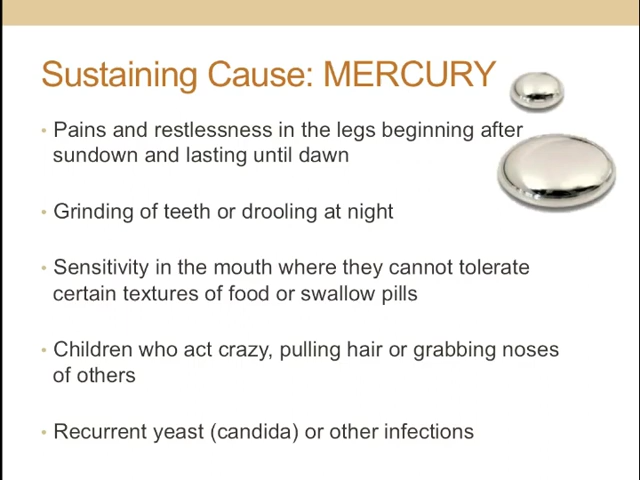 Sustaining Cause: MERCURY
• Pains and restlessness in the legs beginning after
sundown and lasting until dawn
• Grinding of teeth or drooling at night
• Sensitivity in the mouth where they cannot tolerate
certain textures of food or swallow pills
• Children who act crazy, pulling hair or grabbing noses
of others
• Recurrent yeast (candida) or other infections